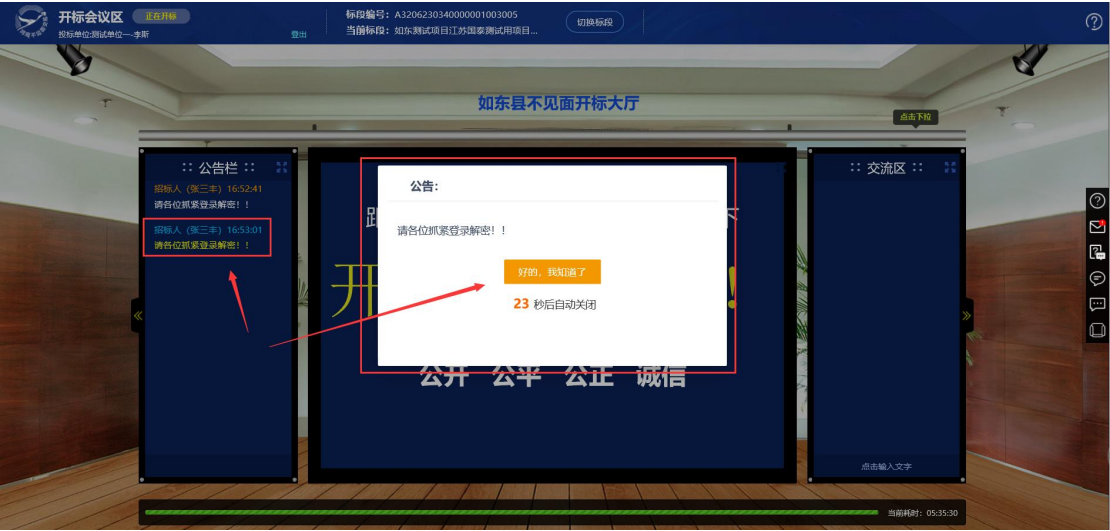 开标会议区 正在开标
投标单位:测试单位一-李斯 登出
标段编号：A3206230340000001003005
当前标段：如东测试项目江苏国泰测试用项目...
切换标段
如东县不见面开标大厅
点击下拉
:: 公告栏 ::
招标人（张三丰）16:52:41
请各位抓紧登录解密！！
招标人（张三丰）16:53:01
请各位抓紧登录解密！！
公告：
请各位抓紧登录解密！！
好的，我知道了
23 秒后自动关闭
距
下
开
!
公开 公平 公正 诚信
:: 交流区 ::
点击输入文字
当前耗时：05:35:30